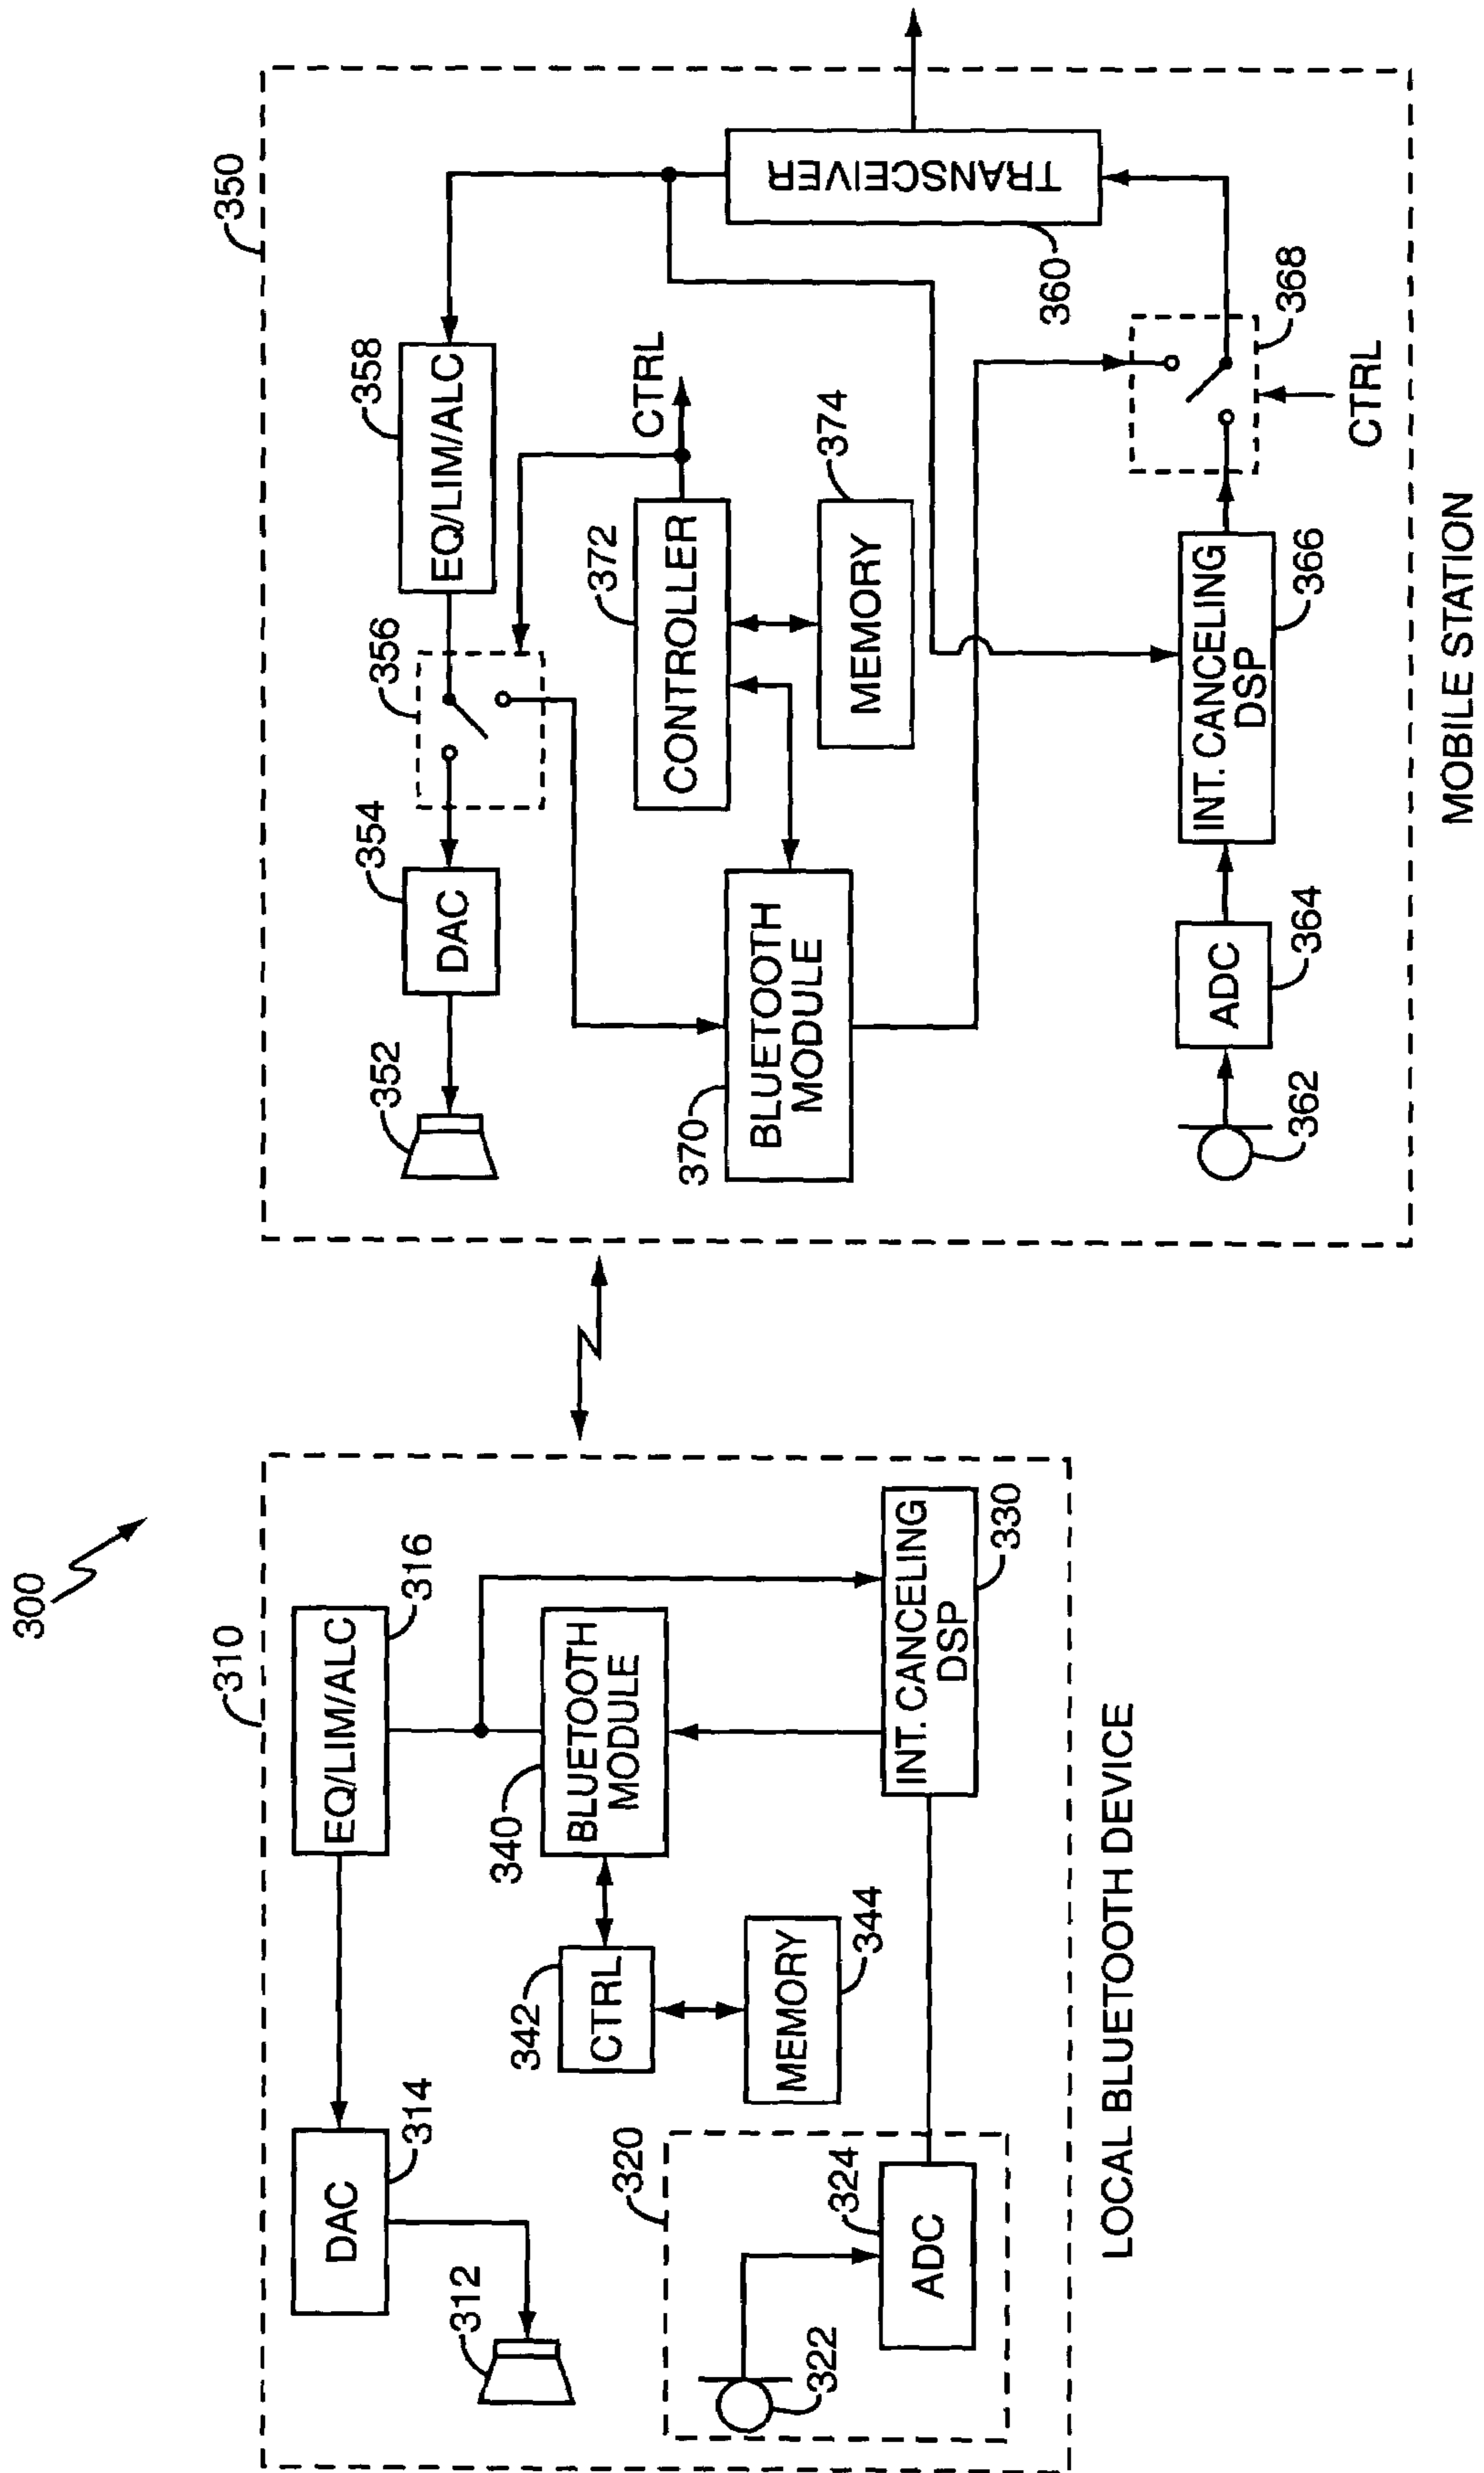 300
310
EQ/LIM/ALC
316
DAC
314
312
340
BLUETOOTH
MODULE
342
CTRL
MEMORY
344
320
322
324
ADC
INT. CANCELING
DSP
330
LOCAL BLUETOOTH DEVICE
350
352
354
DAC
356
358
EQ/LIM/ALC
372
CONTROLLER
CTRL
374
MEMORY
370
BLUETOOTH
MODULE
TRANSCEIVER
360
362
ADC
364
INT. CANCELING
DSP
366
368
CTRL
MOBILE STATION